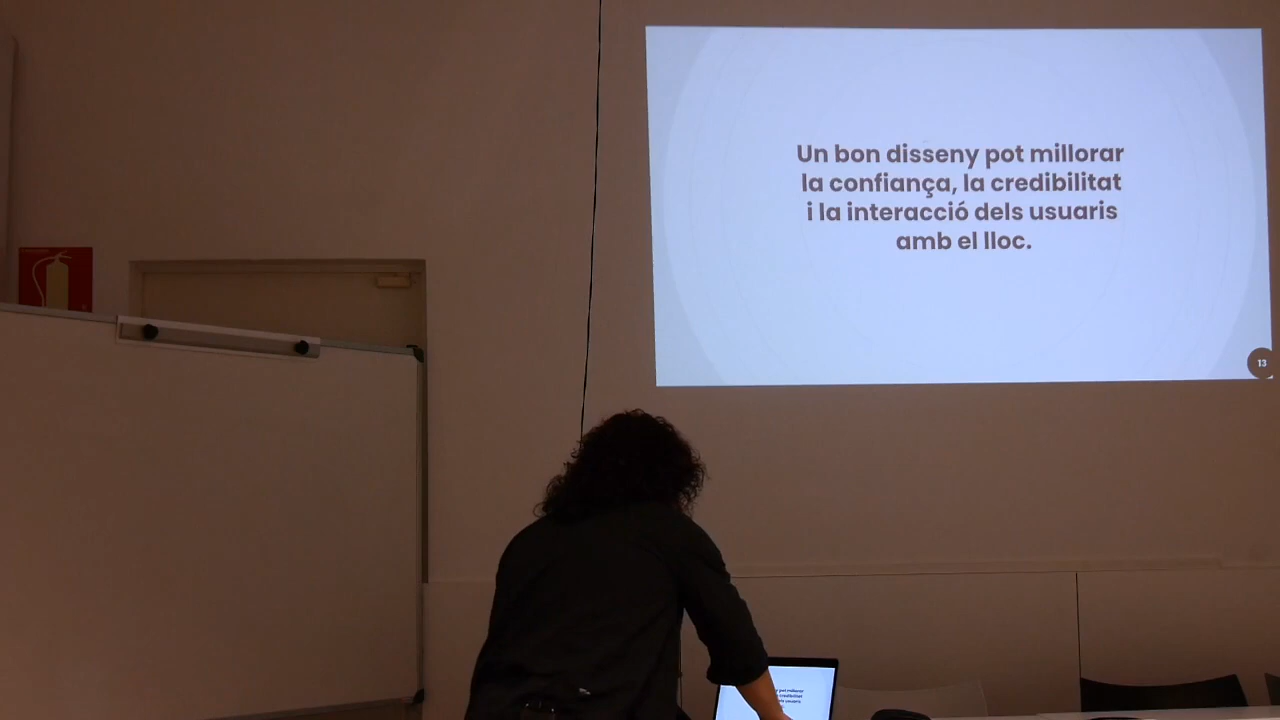 Un bon disseny pot millorar
la confiança, la credibilitat
i la interacció dels usuaris
amb el lloc.
13